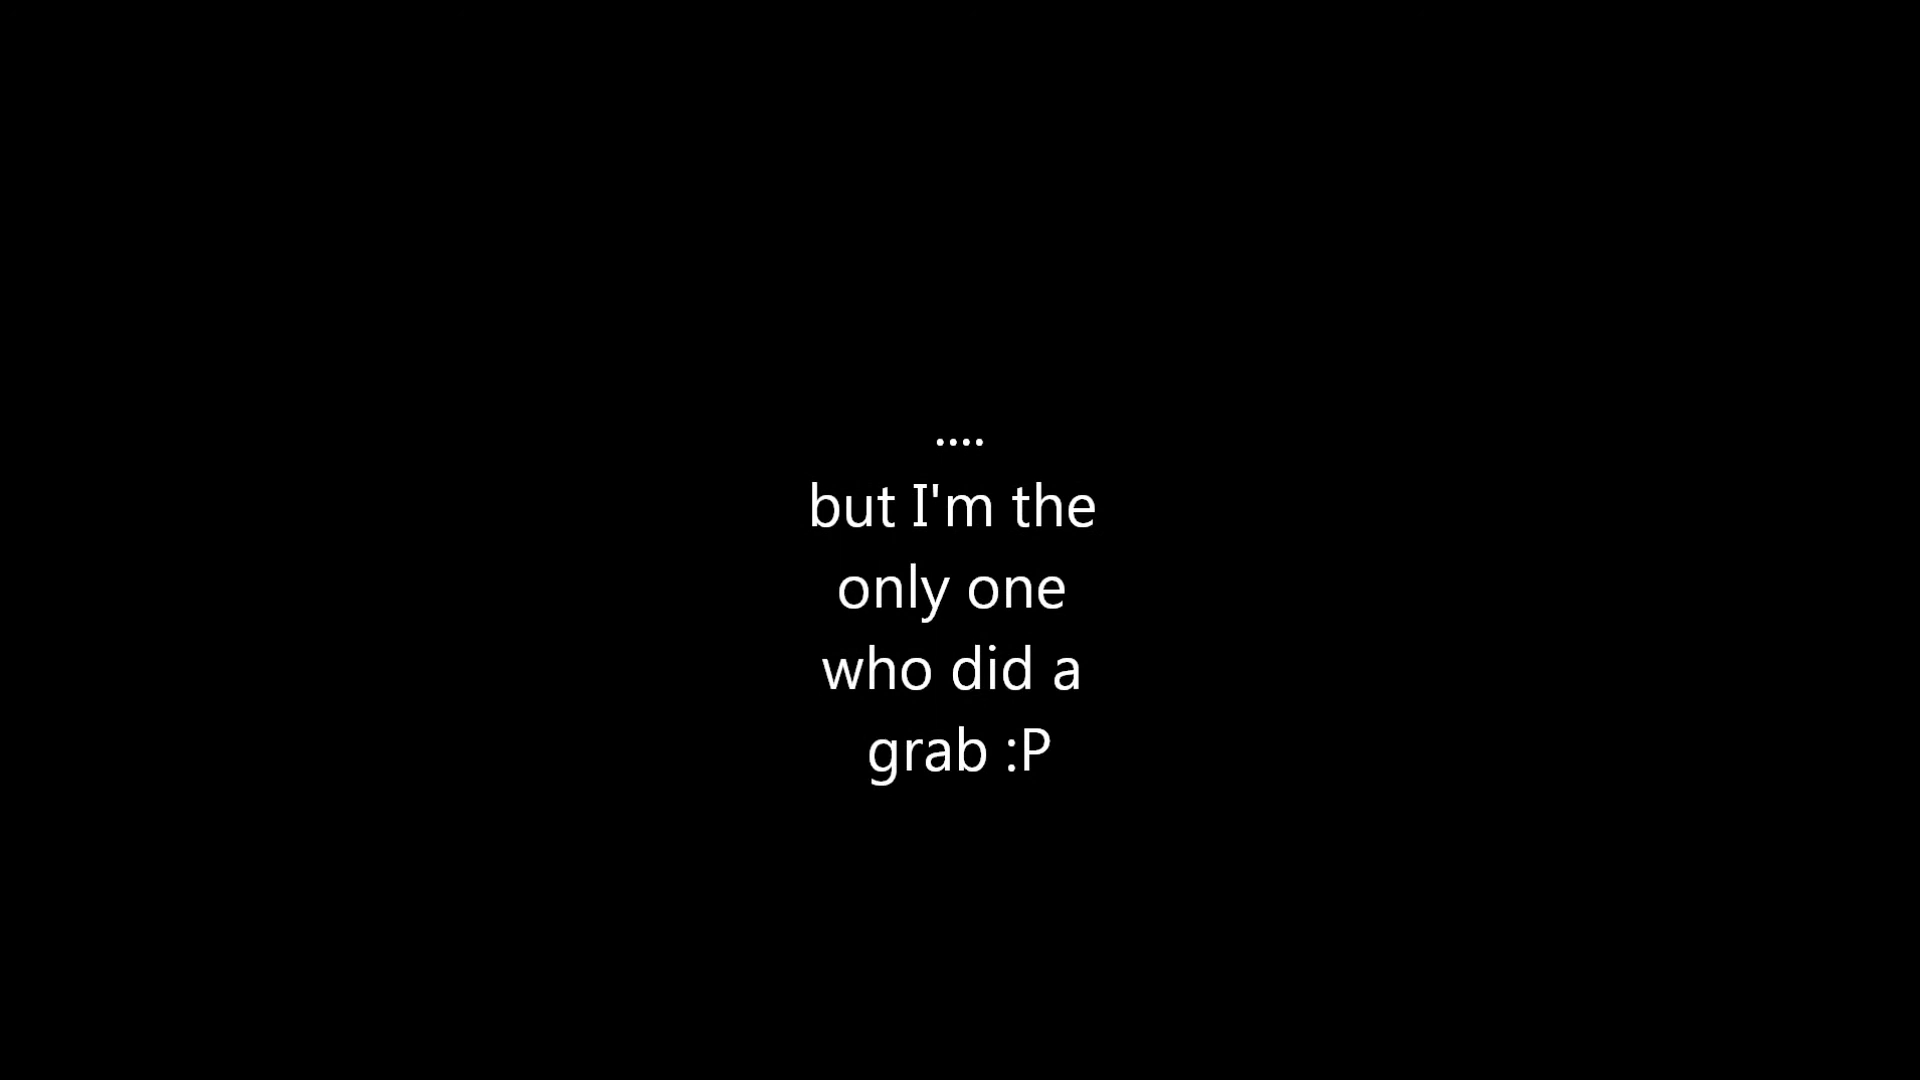 ....
but I'm the
only one
who did a
grab :P